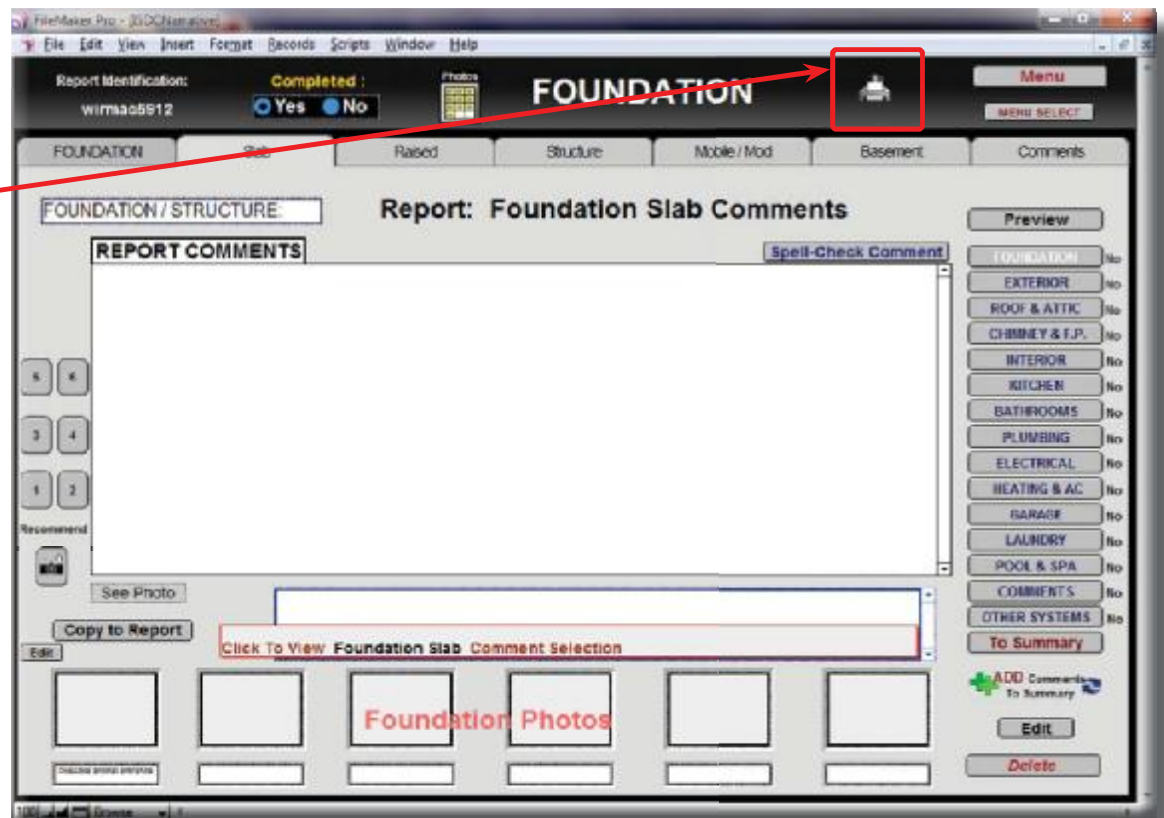 FileMaker Pro - [ISDCNarrative]
File Edit View Insert Format Records Scripts Window Help
Report Identification: Completed : Photos FOUNDATION Menu
wirmac5912 Yes No MENU SELECT
FOUNDATION Slab Raised Structure Mobile / Mod Basement Comments
FOUNDATION / STRUCTURE: Report: Foundation Slab Comments Preview
REPORT COMMENTS Spell-Check Comment
FOUNDATION No
EXTERIOR No
ROOF & ATTIC No
CHIMNEY & F.P. No
INTERIOR No
KITCHEN No
BATHROOMS No
PLUMBING No
ELECTRICAL No
HEATING & AC No
GARAGE No
LAUNDRY No
POOL & SPA No
COMMENTS No
OTHER SYSTEMS No
To Summary
5 6
3 4
1 2
Recommend
See Photo
Copy to Report
Edit
Click To View Foundation Slab Comment Selection
ADD Comments
To Summary
Foundation Photos
Edit
Delete
100 Browse